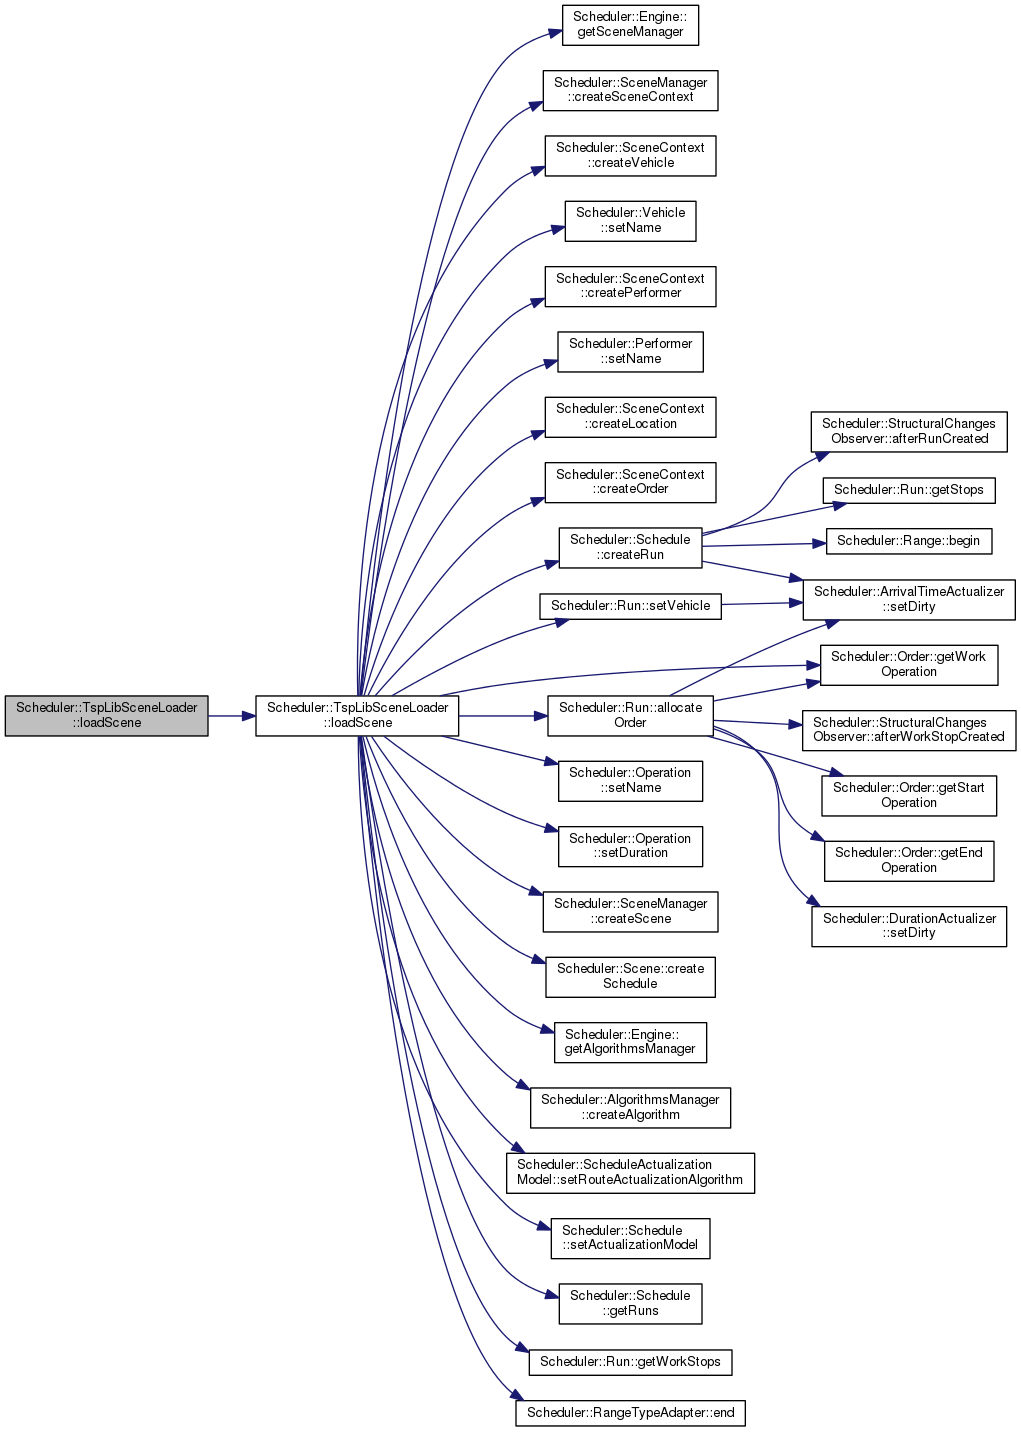 Scheduler::TspLibSceneLoader
::loadScene
Scheduler::TspLibSceneLoader
::loadScene
Scheduler::Engine::
getSceneManager
Scheduler::SceneManager
::createSceneContext
Scheduler::SceneContext
::createVehicle
Scheduler::Vehicle
::setName
Scheduler::SceneContext
::createPerformer
Scheduler::Performer
::setName
Scheduler::SceneContext
::createLocation
Scheduler::SceneContext
::createOrder
Scheduler::Schedule
::createRun
Scheduler::Run::setVehicle
Scheduler::Run::allocate
Order
Scheduler::Operation
::setName
Scheduler::Operation
::setDuration
Scheduler::SceneManager
::createScene
Scheduler::Scene::create
Schedule
Scheduler::Engine::
getAlgorithmsManager
Scheduler::AlgorithmsManager
::createAlgorithm
Scheduler::ScheduleActualization
Model::setRouteActualizationAlgorithm
Scheduler::Schedule
::setActualizationModel
Scheduler::Schedule
::getRuns
Scheduler::Run::getWorkStops
Scheduler::RangeTypeAdapter::end
Scheduler::StructuralChanges
Observer::afterRunCreated
Scheduler::Run::getStops
Scheduler::Range::begin
Scheduler::ArrivalTimeActualizer
::setDirty
Scheduler::Order::getWork
Operation
Scheduler::StructuralChanges
Observer::afterWorkStopCreated
Scheduler::Order::getStart
Operation
Scheduler::Order::getEnd
Operation
Scheduler::DurationActualizer
::setDirty